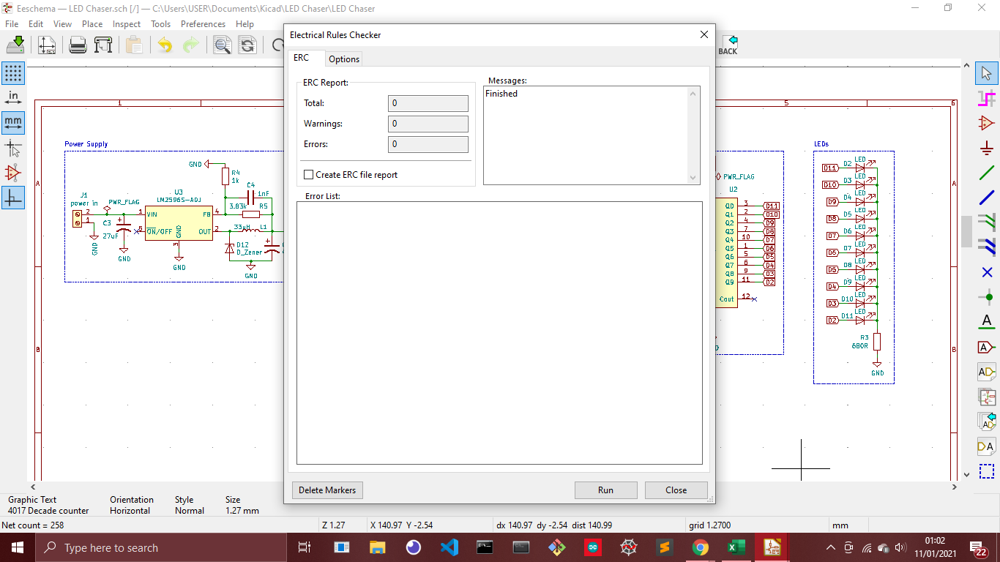 Eeschema — LED Chaser.sch [/] — C:\Users\USER\Documents\Kicad\LED Chaser\LED Chaser
File Edit View Place Inspect Tools Preferences Help
Electrical Rules Checker
BACK
ERC Options
ERC Report:
Total: 0
Warnings: 0
Errors: 0
Create ERC file report
Messages:
Finished
Error List:
Delete Markers Run Close
in
mm
1
5
6
A
B
A
B
Power Supply
GND
R4
1k
C4
1nF
J1
power in
2
1
PWR_FLAG
U3
LM2596S-ADJ
3.83k R5
1 VIN FB 4
C3
27uF
5 ON/OFF GND OUT 2
33uH L1
3
D12
D_Zener
GND
GND
GND
GND
PWR_FLAG
U2
Q0 3 D11
Q1 2 D10
Q2 4 D9
Q3 7 D8
Q4 10 D7
Q5 1 D6
Q6 5 D5
Q7 6 D4
Q8 9 D3
Q9 11 D2
Cout 12
LEDs
D11 D2 LED
D10 D3 LED
D9 D4 LED
D8 D5 LED
D7 D6 LED
D6 D7 LED
D5 D8 LED
D4 D9 LED
D3 D10 LED
D2 D11 LED
R3
GND
A
A
AD
AD
DA
Graphic Text Orientation Style Size
4017 Decade counter Horizontal Normal 1.27 mm
Net count = 258 Z 1.27 X 140.97 Y -2.54 dx 140.97 dy -2.54 dist 140.99 grid 1.2700 mm
Type here to search
01:02
11/01/2021
22